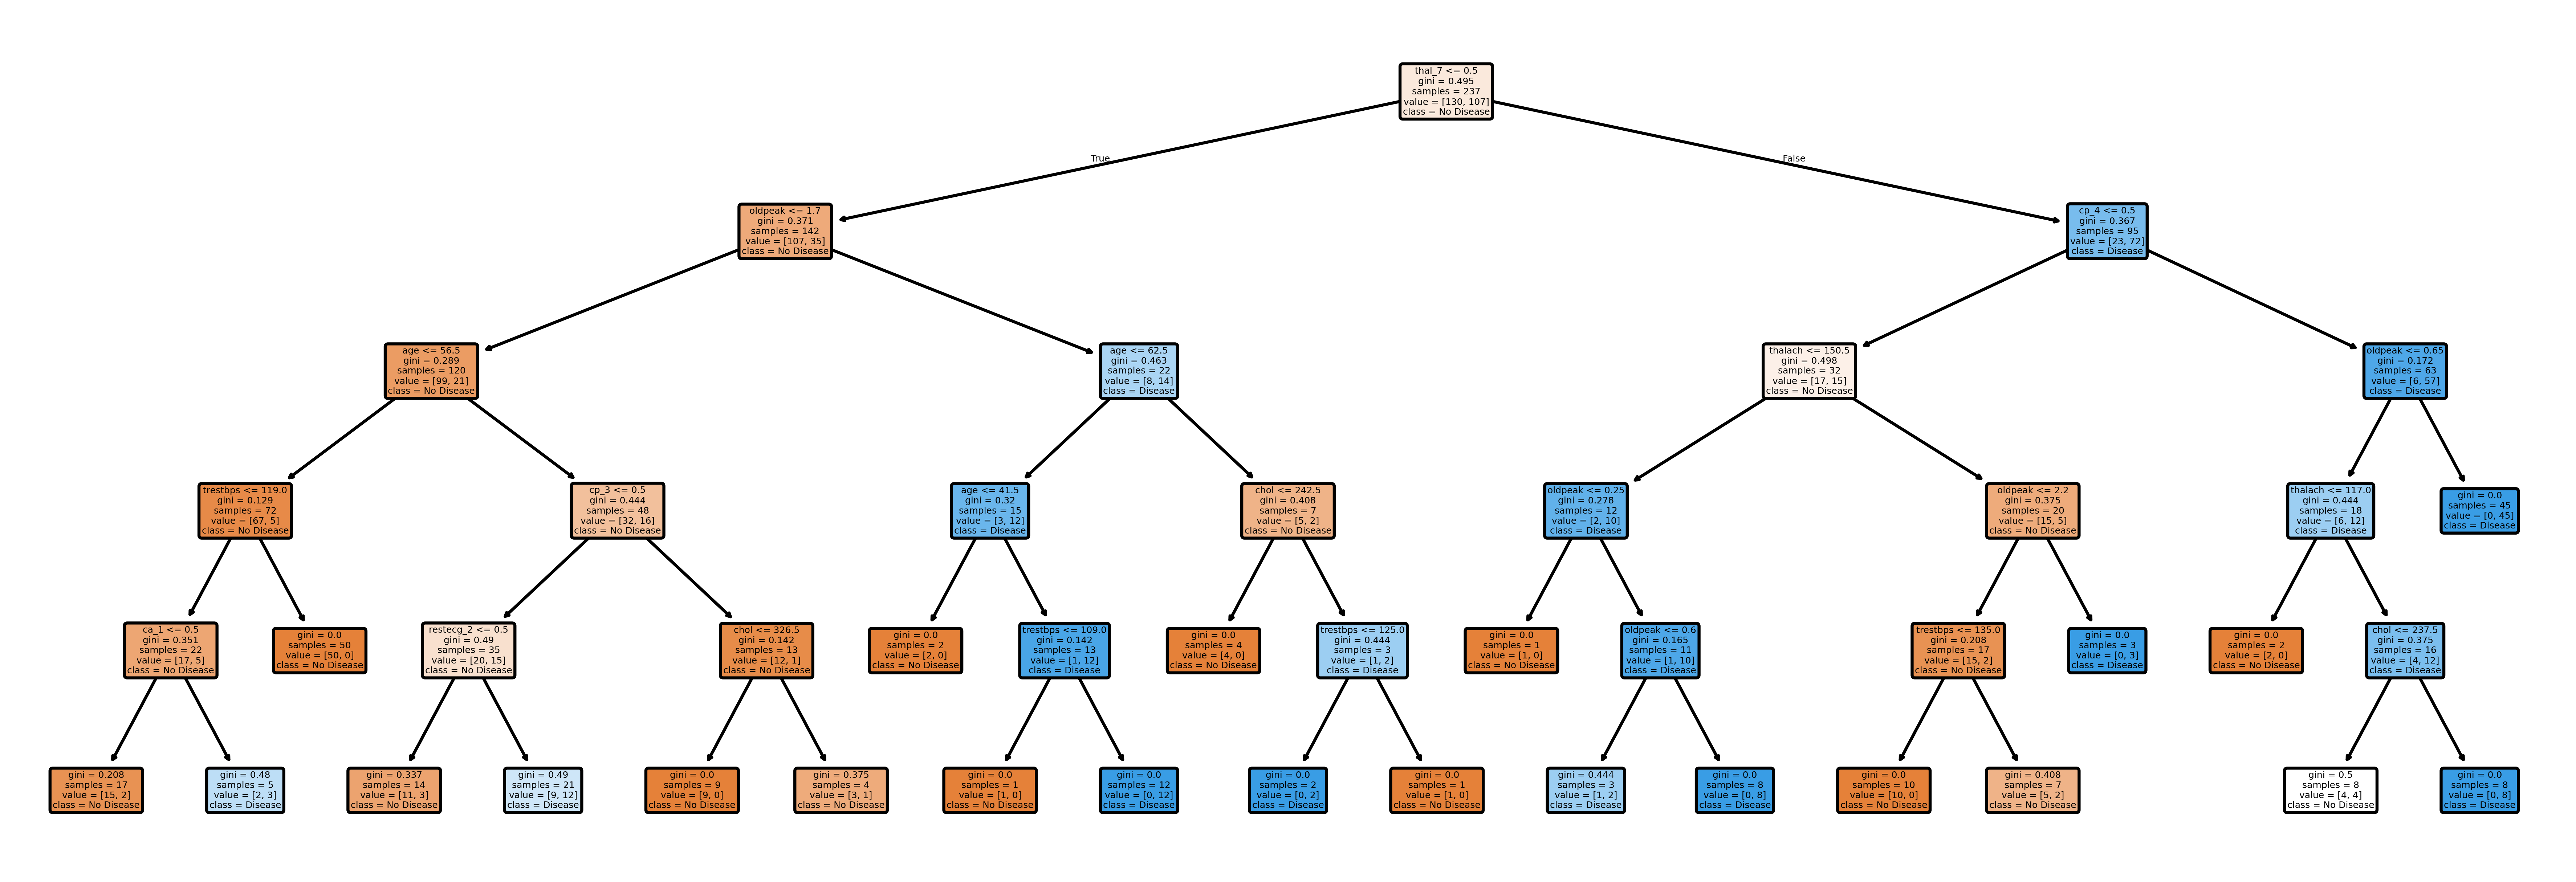 thal_7 <= 0.5
gini = 0.495
samples = 237
value = [130, 107]
class = No Disease
True
False
oldpeak <= 1.7
gini = 0.371
samples = 142
value = [107, 35]
class = No Disease
cp_4 <= 0.5
gini = 0.367
samples = 95
value = [23, 72]
class = Disease
age <= 56.5
gini = 0.289
samples = 120
value = [99, 21]
class = No Disease
age <= 62.5
gini = 0.463
samples = 22
value = [8, 14]
class = Disease
thalach <= 150.5
gini = 0.498
samples = 32
value = [17, 15]
class = No Disease
oldpeak <= 0.65
gini = 0.172
samples = 63
value = [6, 57]
class = Disease
trestbps <= 119.0
gini = 0.129
samples = 72
value = [67, 5]
class = No Disease
cp_3 <= 0.5
gini = 0.444
samples = 48
value = [32, 16]
class = No Disease
age <= 41.5
gini = 0.32
samples = 15
value = [3, 12]
class = Disease
chol <= 242.5
gini = 0.408
samples = 7
value = [5, 2]
class = No Disease
oldpeak <= 0.25
gini = 0.278
samples = 12
value = [2, 10]
class = Disease
oldpeak <= 2.2
gini = 0.375
samples = 20
value = [15, 5]
class = No Disease
thalach <= 117.0
gini = 0.444
samples = 18
value = [6, 12]
class = Disease
gini = 0.0
samples = 45
value = [0, 45]
class = Disease
ca_1 <= 0.5
gini = 0.351
samples = 22
value = [17, 5]
class = No Disease
gini = 0.0
samples = 50
value = [50, 0]
class = No Disease
restecg_2 <= 0.5
gini = 0.49
samples = 35
value = [20, 15]
class = No Disease
chol <= 326.5
gini = 0.142
samples = 13
value = [12, 1]
class = No Disease
gini = 0.0
samples = 2
value = [2, 0]
class = No Disease
trestbps <= 109.0
gini = 0.142
samples = 13
value = [1, 12]
class = Disease
gini = 0.0
samples = 4
value = [4, 0]
class = No Disease
trestbps <= 125.0
gini = 0.444
samples = 3
value = [1, 2]
class = Disease
gini = 0.0
samples = 1
value = [1, 0]
class = No Disease
oldpeak <= 0.6
gini = 0.165
samples = 11
value = [1, 10]
class = Disease
trestbps <= 135.0
gini = 0.208
samples = 17
value = [15, 2]
class = No Disease
gini = 0.0
samples = 3
value = [0, 3]
class = Disease
gini = 0.0
samples = 2
value = [2, 0]
class = No Disease
chol <= 237.5
gini = 0.375
samples = 16
value = [4, 12]
class = Disease
gini = 0.208
samples = 17
value = [15, 2]
class = No Disease
gini = 0.48
samples = 5
value = [2, 3]
class = Disease
gini = 0.337
samples = 14
value = [11, 3]
class = No Disease
gini = 0.49
samples = 21
value = [9, 12]
class = Disease
gini = 0.0
samples = 9
value = [9, 0]
class = No Disease
gini = 0.375
samples = 4
value = [3, 1]
class = No Disease
gini = 0.0
samples = 1
value = [1, 0]
class = No Disease
gini = 0.0
samples = 12
value = [0, 12]
class = Disease
gini = 0.0
samples = 2
value = [0, 2]
class = Disease
gini = 0.0
samples = 1
value = [1, 0]
class = No Disease
gini = 0.444
samples = 3
value = [1, 2]
class = Disease
gini = 0.0
samples = 8
value = [0, 8]
class = Disease
gini = 0.0
samples = 10
value = [10, 0]
class = No Disease
gini = 0.408
samples = 7
value = [5, 2]
class = No Disease
gini = 0.5
samples = 8
value = [4, 4]
class = No Disease
gini = 0.0
samples = 8
value = [0, 8]
class = Disease